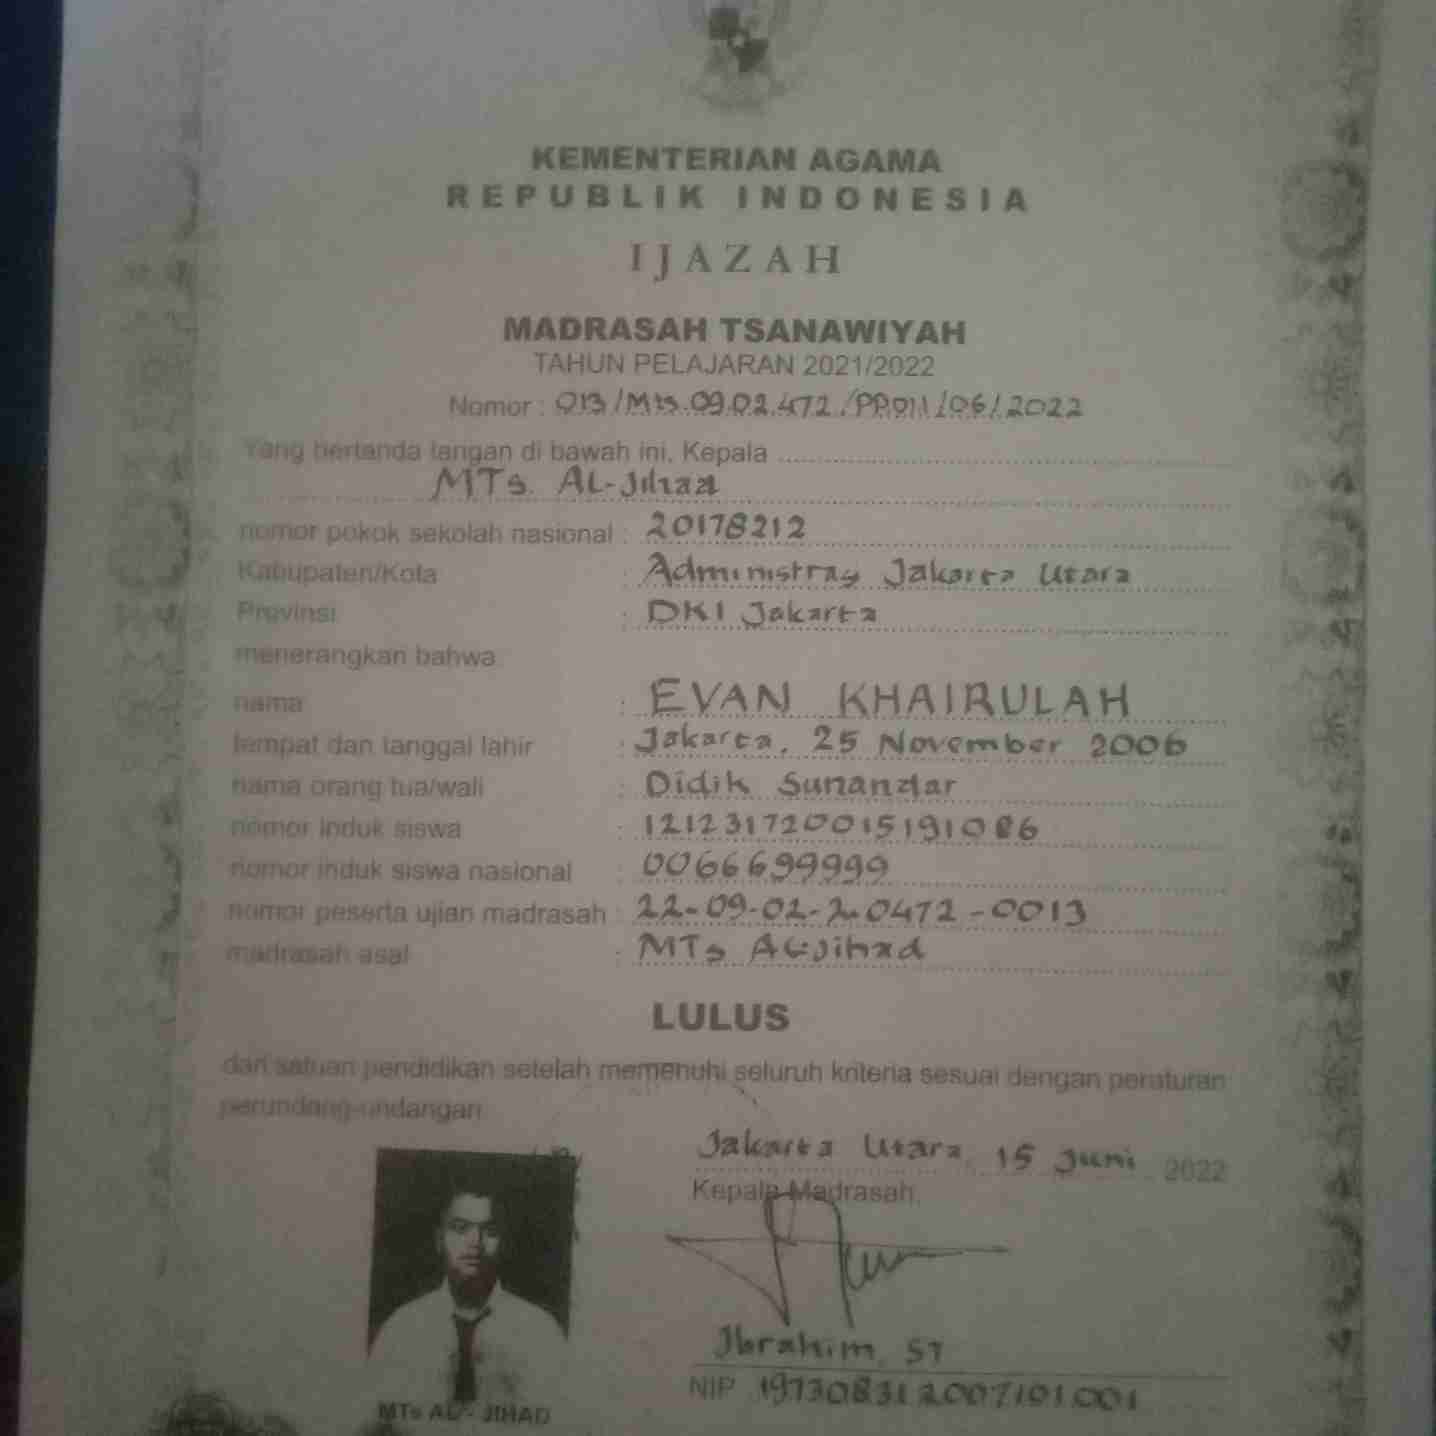 KEMENTERIAN AGAMA
REPUBLIK INDONESIA
IJAZAH
MADRASAH TSANAWIYAH
TAHUN PELAJARAN 2021/2022
Nomor : 013/Mts.09.02.472/PP.011/06/2022
Yang bertanda tangan di bawah ini, Kepala
MTs. AL-Jihad
nomor pokok sekolah nasional : 20178212
Kabupaten/Kota : Administrasi Jakarta Utara
Provinsi : DKI Jakarta
menerangkan bahwa
nama : EVAN KHAIRULAH
tempat dan tanggal lahir : Jakarta, 25 November 2006
nama orang tua/wali : Didik Sunandar
nomor induk siswa : 121231720015191086
nomor induk siswa nasional : 0066699999
nomor peserta ujian madrasah : 22-09-02-2-0472-0013
madrasah asal : MTs AL-Jihad
LULUS
dari satuan pendidikan setelah memenuhi seluruh kriteria sesuai dengan peraturan
perundang-undangan
Jakarta Utara, 15 Juni 2022
Kepala Madrasah,
Ibrahim, ST
NIP 197308312007101001
MTs AL - JIHAD